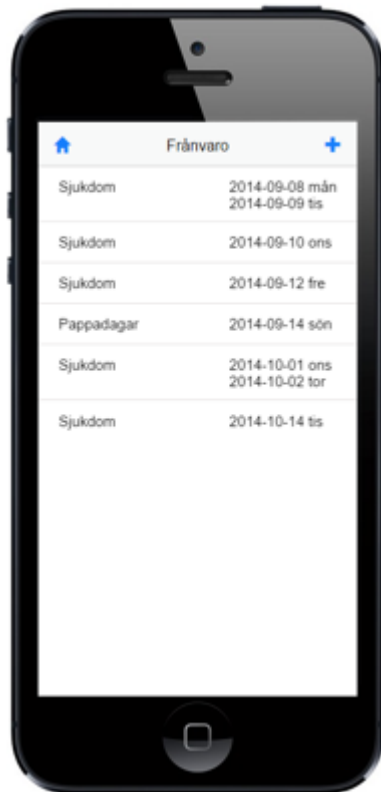 Frånvaro
Sjukdom 2014-09-08 mån
2014-09-09 tis
Sjukdom 2014-09-10 ons
Sjukdom 2014-09-12 fre
Pappadagar 2014-09-14 sön
Sjukdom 2014-10-01 ons
2014-10-02 tor
Sjukdom 2014-10-14 tis